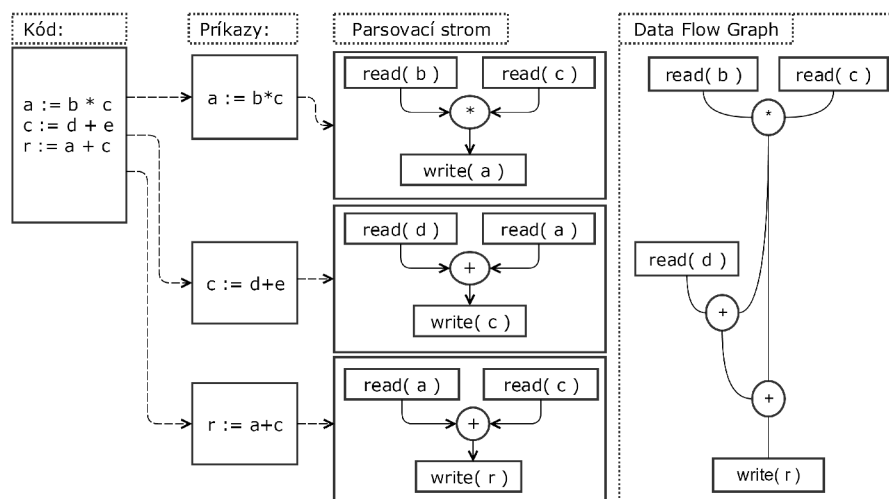 Kód:
Príkazy:
Parsovací strom
Data Flow Graph
a := b * c
c := d + e
r := a + c
a := b*c
read( b )
read( c )
*
write( a )
c := d+e
read( d )
read( a )
+
write( c )
r := a+c
read( a )
read( c )
+
write( r )
read( b )
read( c )
*
read( d )
+
+
write( r )